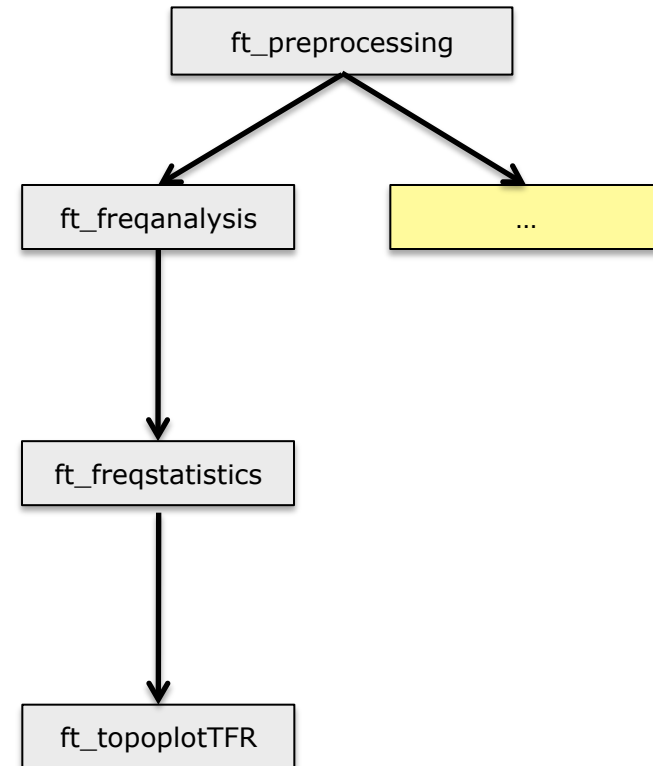 ft_preprocessing
ft_freqanalysis
…
ft_freqstatistics
ft_topoplotTFR